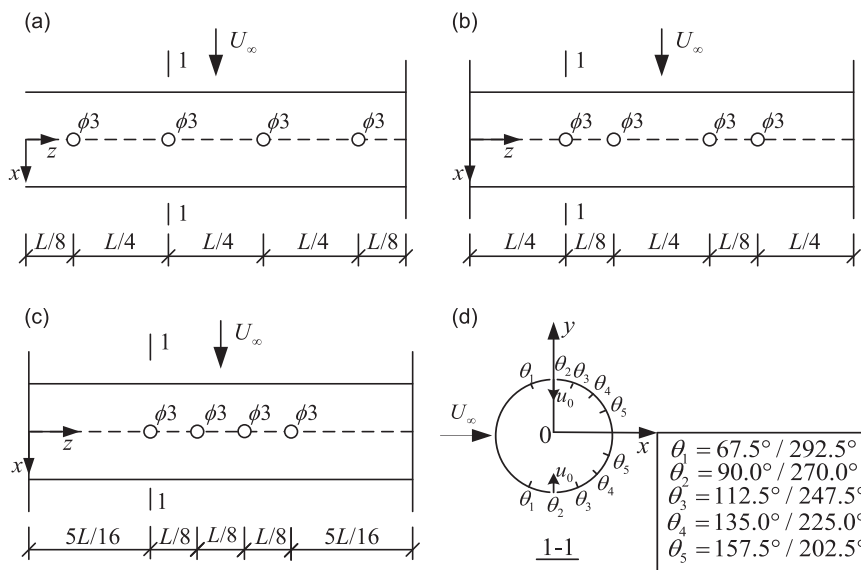 (a)
1
U∞
ϕ3 ϕ3 ϕ3 ϕ3
z
x
1
L/8 L/4 L/4 L/4 L/8
(b)
1
U∞
ϕ3 ϕ3 ϕ3 ϕ3
z
x
1
L/4 L/8 L/4 L/8 L/4
(c)
1
U∞
ϕ3 ϕ3 ϕ3 ϕ3
z
x
1
5L/16 L/8 L/8 L/8 5L/16
(d)
y
θ1 θ2 θ3 θ4 θ5
u0
U∞
0
x
u0
θ1 θ2 θ3 θ4 θ5
1-1
θ1 = 67.5° / 292.5°
θ2 = 90.0° / 270.0°
θ3 = 112.5° / 247.5°
θ4 = 135.0° / 225.0°
θ5 = 157.5° / 202.5°